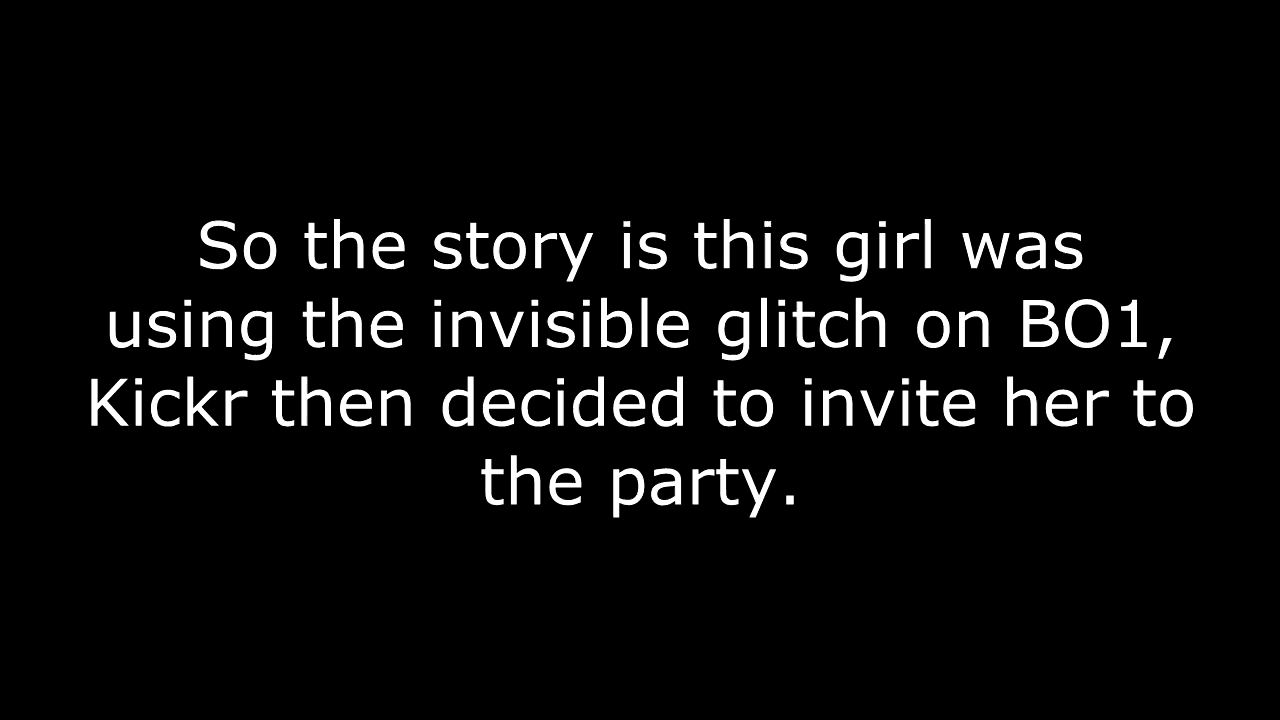 So the story is this girl was
using the invisible glitch on BO1,
Kickr then decided to invite her to
the party.